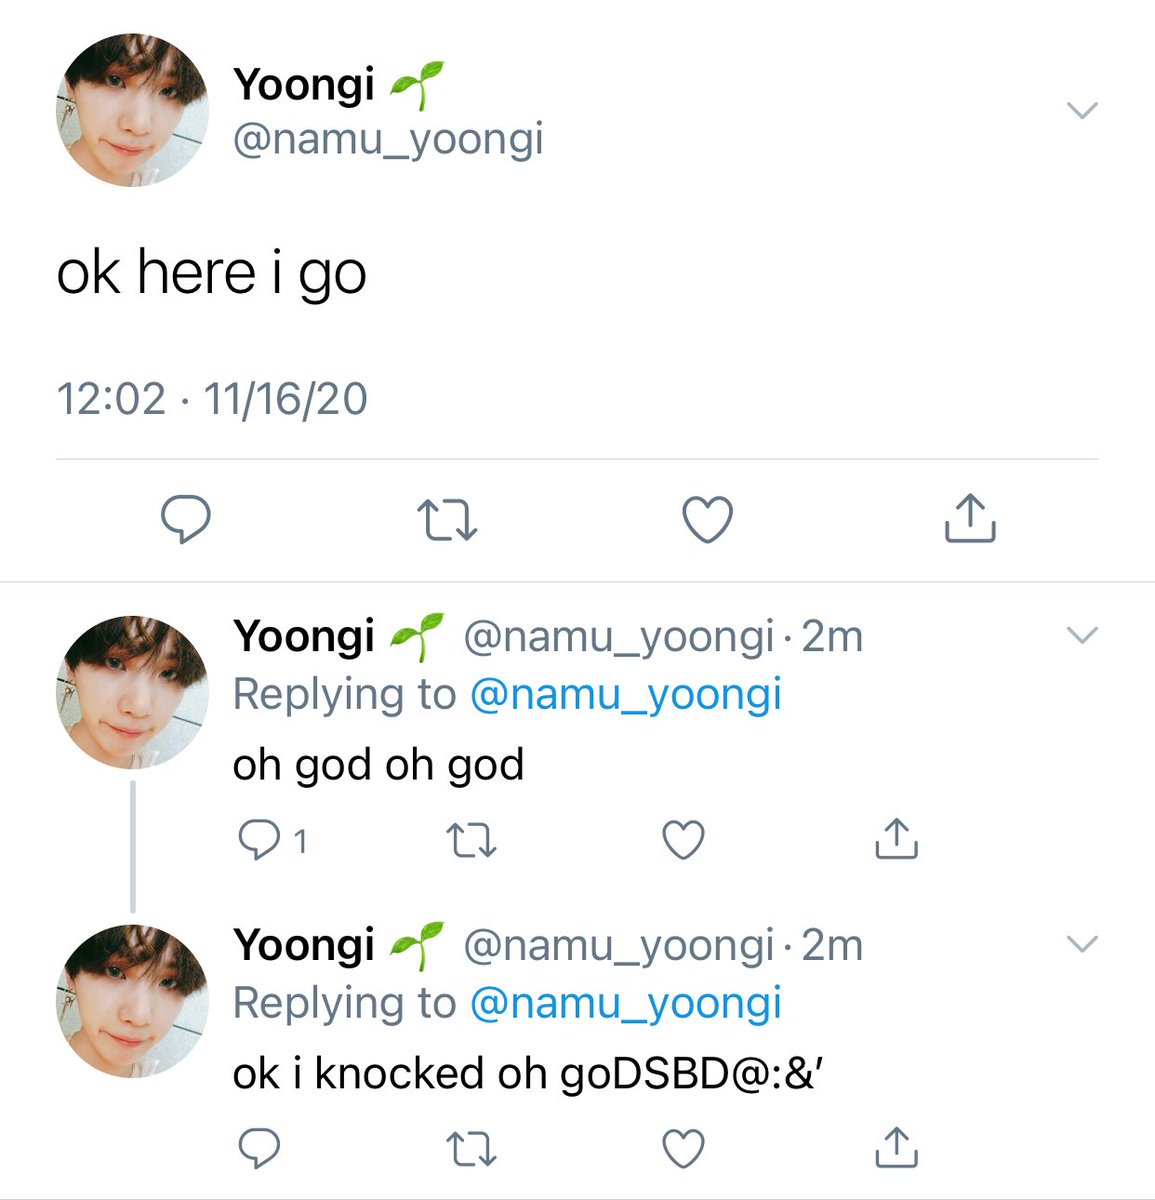 Yoongi 🌱
@namu_yoongi
ok here i go
12:02 · 11/16/20
Yoongi 🌱 @namu_yoongi · 2m
Replying to @namu_yoongi
oh god oh god
1
Yoongi 🌱 @namu_yoongi · 2m
Replying to @namu_yoongi
ok i knocked oh goDSBD@:&’